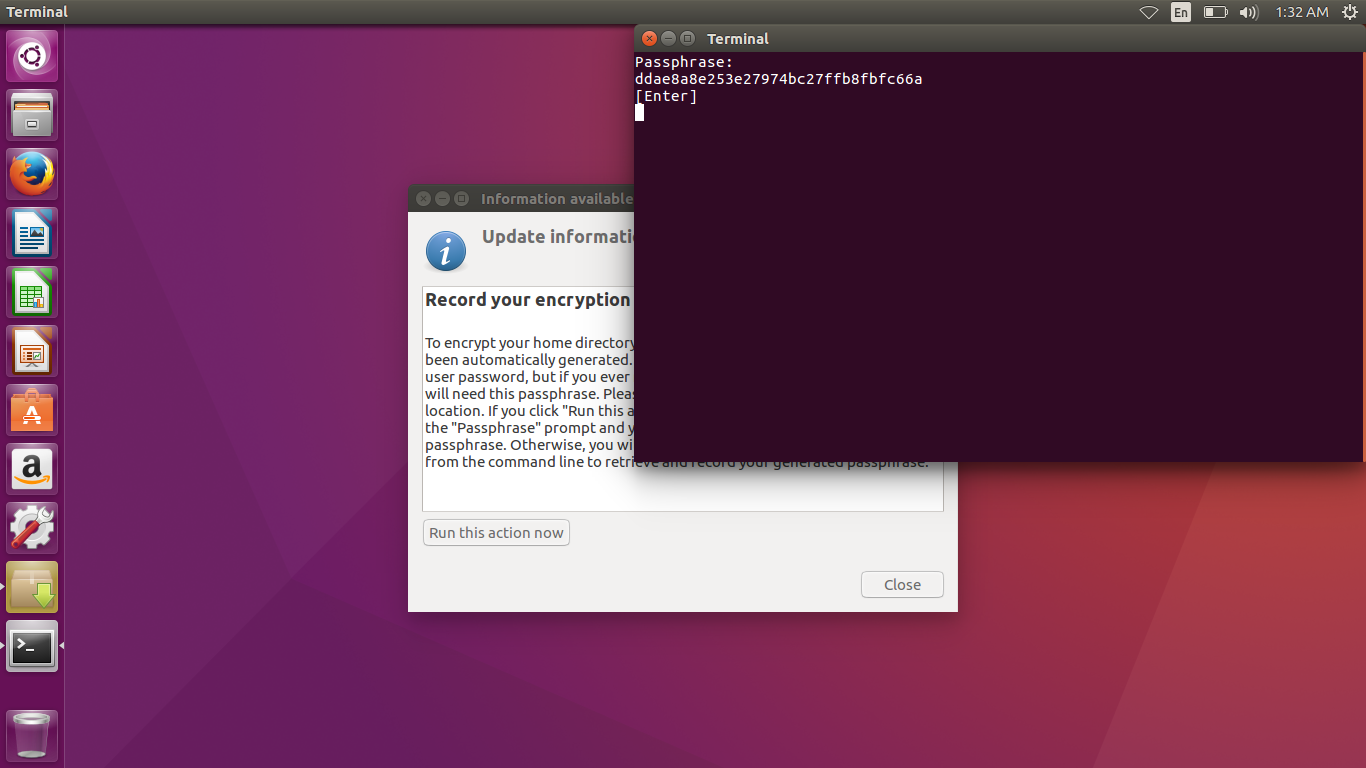 Terminal
En
1:32 AM
Terminal
Passphrase:
ddae8a8e253e27974bc27ffb8fbfc66a
[Enter]
Information available
Update informati
Record your encryption
To encrypt your home directory
been automatically generated.
user password, but if you ever
will need this passphrase. Plea
location. If you click "Run this a
the "Passphrase" prompt and y
passphrase. Otherwise, you wi
from the command line to retrieve and record your generated passphrase.
Run this action now
Close